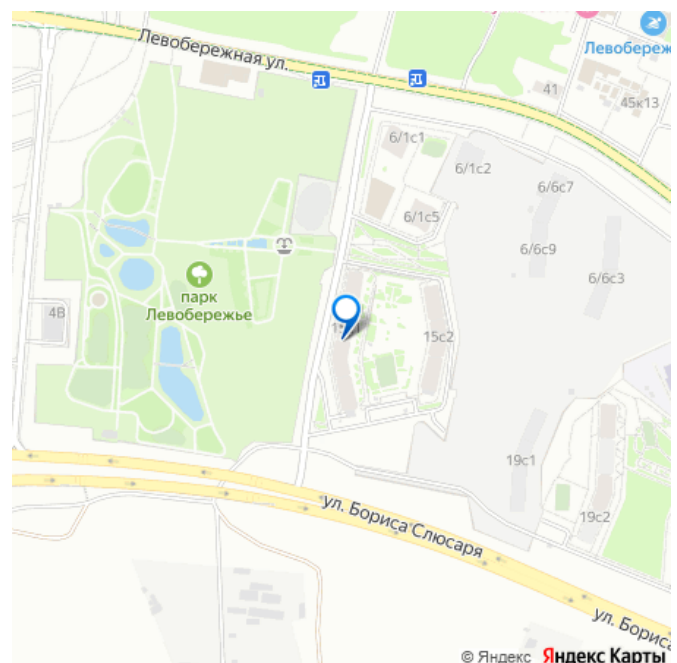 Левобережная ул.
Левобереж
41
45к13
6/1с1
6/1с2
6/6с7
6/1с5
6/6с9
6/6с3
парк
Левобережье
4В
15с2
19с1
19с2
ул. Бориса Слюсаря
ул. Бориса
© Яндекс Яндекс Карты